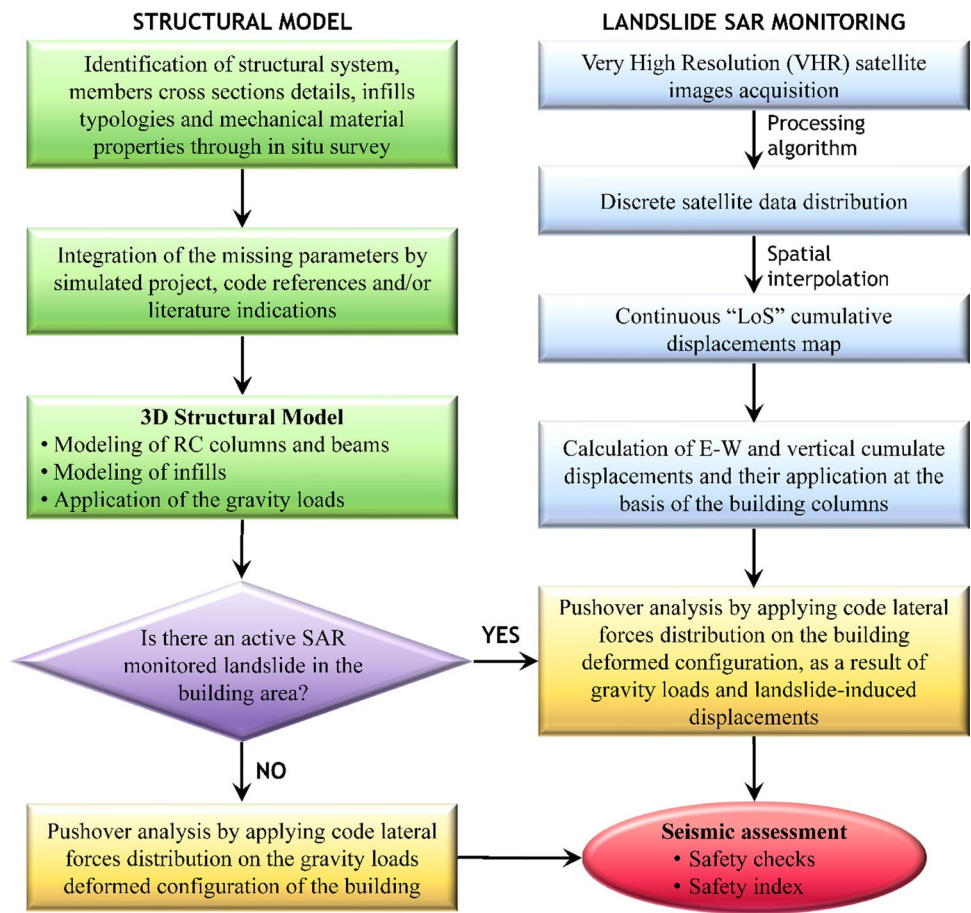 STRUCTURAL MODEL
Identification of structural system,
members cross sections details, infills
typologies and mechanical material
properties through in situ survey
Integration of the missing parameters by
simulated project, code references and/or
literature indications
3D Structural Model
• Modeling of RC columns and beams
• Modeling of infills
• Application of the gravity loads
Is there an active SAR
monitored landslide in the
building area?
YES
NO
Pushover analysis by applying code lateral
forces distribution on the gravity loads
deformed configuration of the building
LANDSLIDE SAR MONITORING
Very High Resolution (VHR) satellite
images acquisition
Processing
algorithm
Discrete satellite data distribution
Spatial
interpolation
Continuous “LoS” cumulative
displacements map
Calculation of E-W and vertical cumulate
displacements and their application at the
basis of the building columns
Pushover analysis by applying code lateral
forces distribution on the building
deformed configuration, as a result of
gravity loads and landslide-induced
displacements
Seismic assessment
• Safety checks
• Safety index